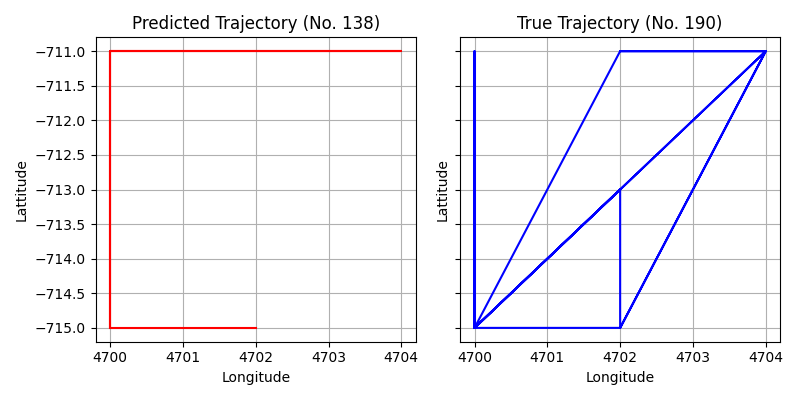 Predicted Trajectory (No. 138)
True Trajectory (No. 190)
Lattitude
−711.0
−711.5
−712.0
−712.5
−713.0
−713.5
−714.0
−714.5
−715.0
4700 4701 4702 4703 4704
Longitude
Lattitude
4700 4701 4702 4703 4704
Longitude